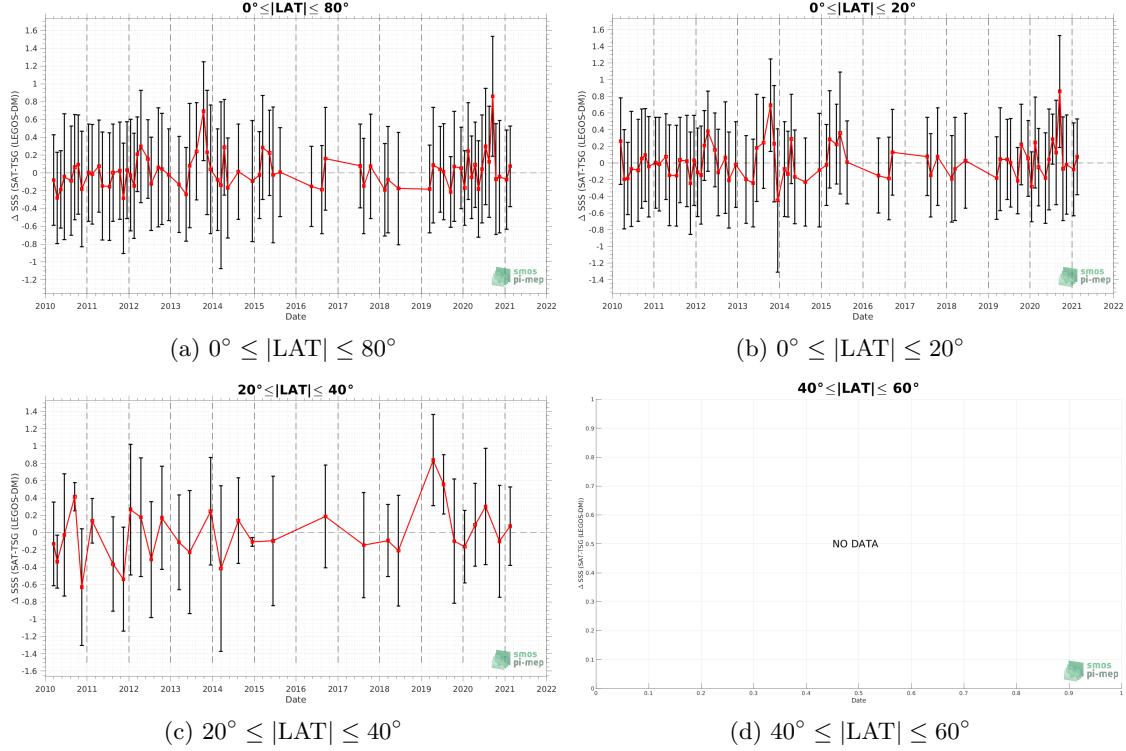 0°≤|LAT|≤ 80°
Δ SSS (SAT-TSG (LEGOS-DM))
1.6
1.4
1.2
1
0.8
0.6
0.4
0.2
0
-0.2
-0.4
-0.6
-0.8
-1
-1.2
2010 2011 2012 2013 2014 2015 2016 2017 2018 2019 2020 2021 2022
Date
smos
pi-mep
(a) 0° ≤ |LAT| ≤ 80°
0°≤|LAT|≤ 20°
Δ SSS (SAT-TSG (LEGOS-DM))
1.6
1.4
1.2
1
0.8
0.6
0.4
0.2
0
-0.2
-0.4
-0.6
-0.8
-1
-1.2
-1.4
2010 2011 2012 2013 2014 2015 2016 2017 2018 2019 2020 2021 2022
Date
smos
pi-mep
(b) 0° ≤ |LAT| ≤ 20°
20°≤|LAT|≤ 40°
Δ SSS (SAT-TSG (LEGOS-DM))
1.4
1.2
1
0.8
0.6
0.4
0.2
0
-0.2
-0.4
-0.6
-0.8
-1
-1.2
-1.4
-1.6
2010 2011 2012 2013 2014 2015 2016 2017 2018 2019 2020 2021 2022
Date
smos
pi-mep
(c) 20° ≤ |LAT| ≤ 40°
40°≤|LAT|≤ 60°
Δ SSS (SAT-TSG (LEGOS-DM))
1
0.9
0.8
0.7
0.6
0.5
0.4
0.3
0.2
0.1
0
NO DATA
0 0.1 0.2 0.3 0.4 0.5 0.6 0.7 0.8 0.9 1
Date
smos
pi-mep
(d) 40° ≤ |LAT| ≤ 60°